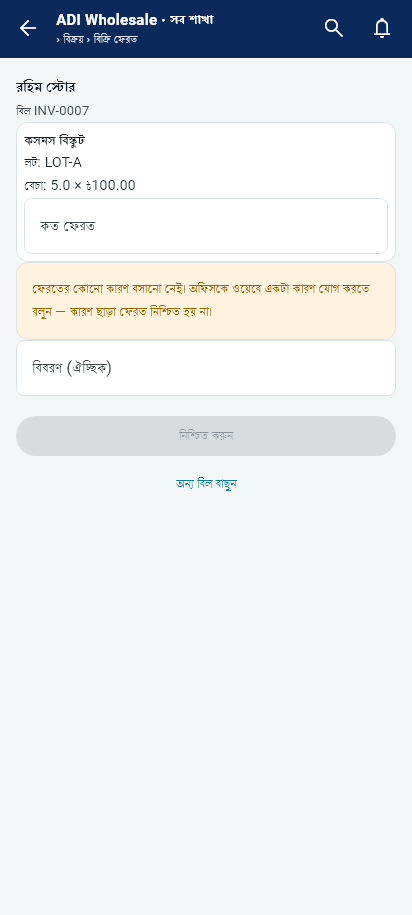 ADI Wholesale · সব শাখা
› বিক্রয় › বিক্রি ফেরত
রহিম স্টোর
বিল INV-0007
কসমস বিস্কুট
লট: LOT-A
বেচা: 5.0 × ৳100.00
কত ফেরত
ফেরতের কোনো কারণ বসানো নেই। অফিসকে ওয়েবে একটা কারণ যোগ করতে
বলুন — কারণ ছাড়া ফেরত নিশ্চিত হয় না।
বিবরণ (ঐচ্ছিক)
নিশ্চিত করুন
অন্য বিল বাছুন